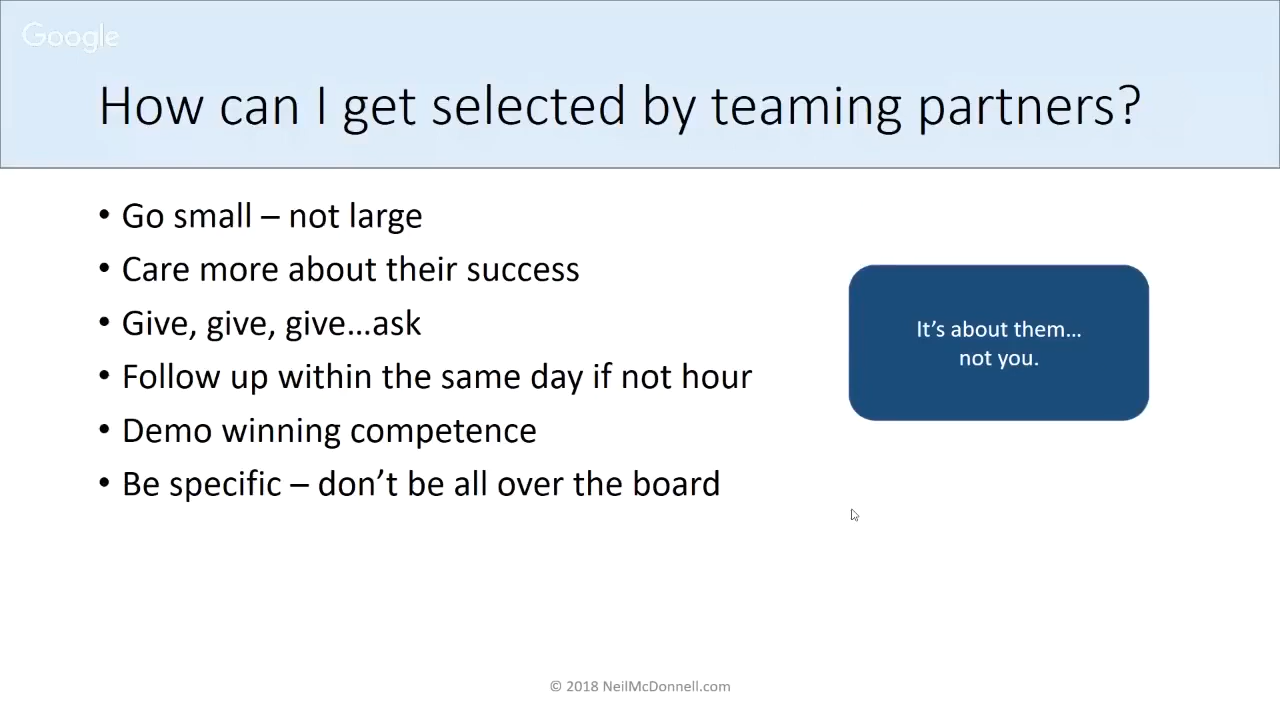 Google
How can I get selected by teaming partners?
• Go small – not large
• Care more about their success
• Give, give, give…ask
• Follow up within the same day if not hour
• Demo winning competence
• Be specific – don’t be all over the board
It’s about them…
not you.
© 2018 NeilMcDonnell.com